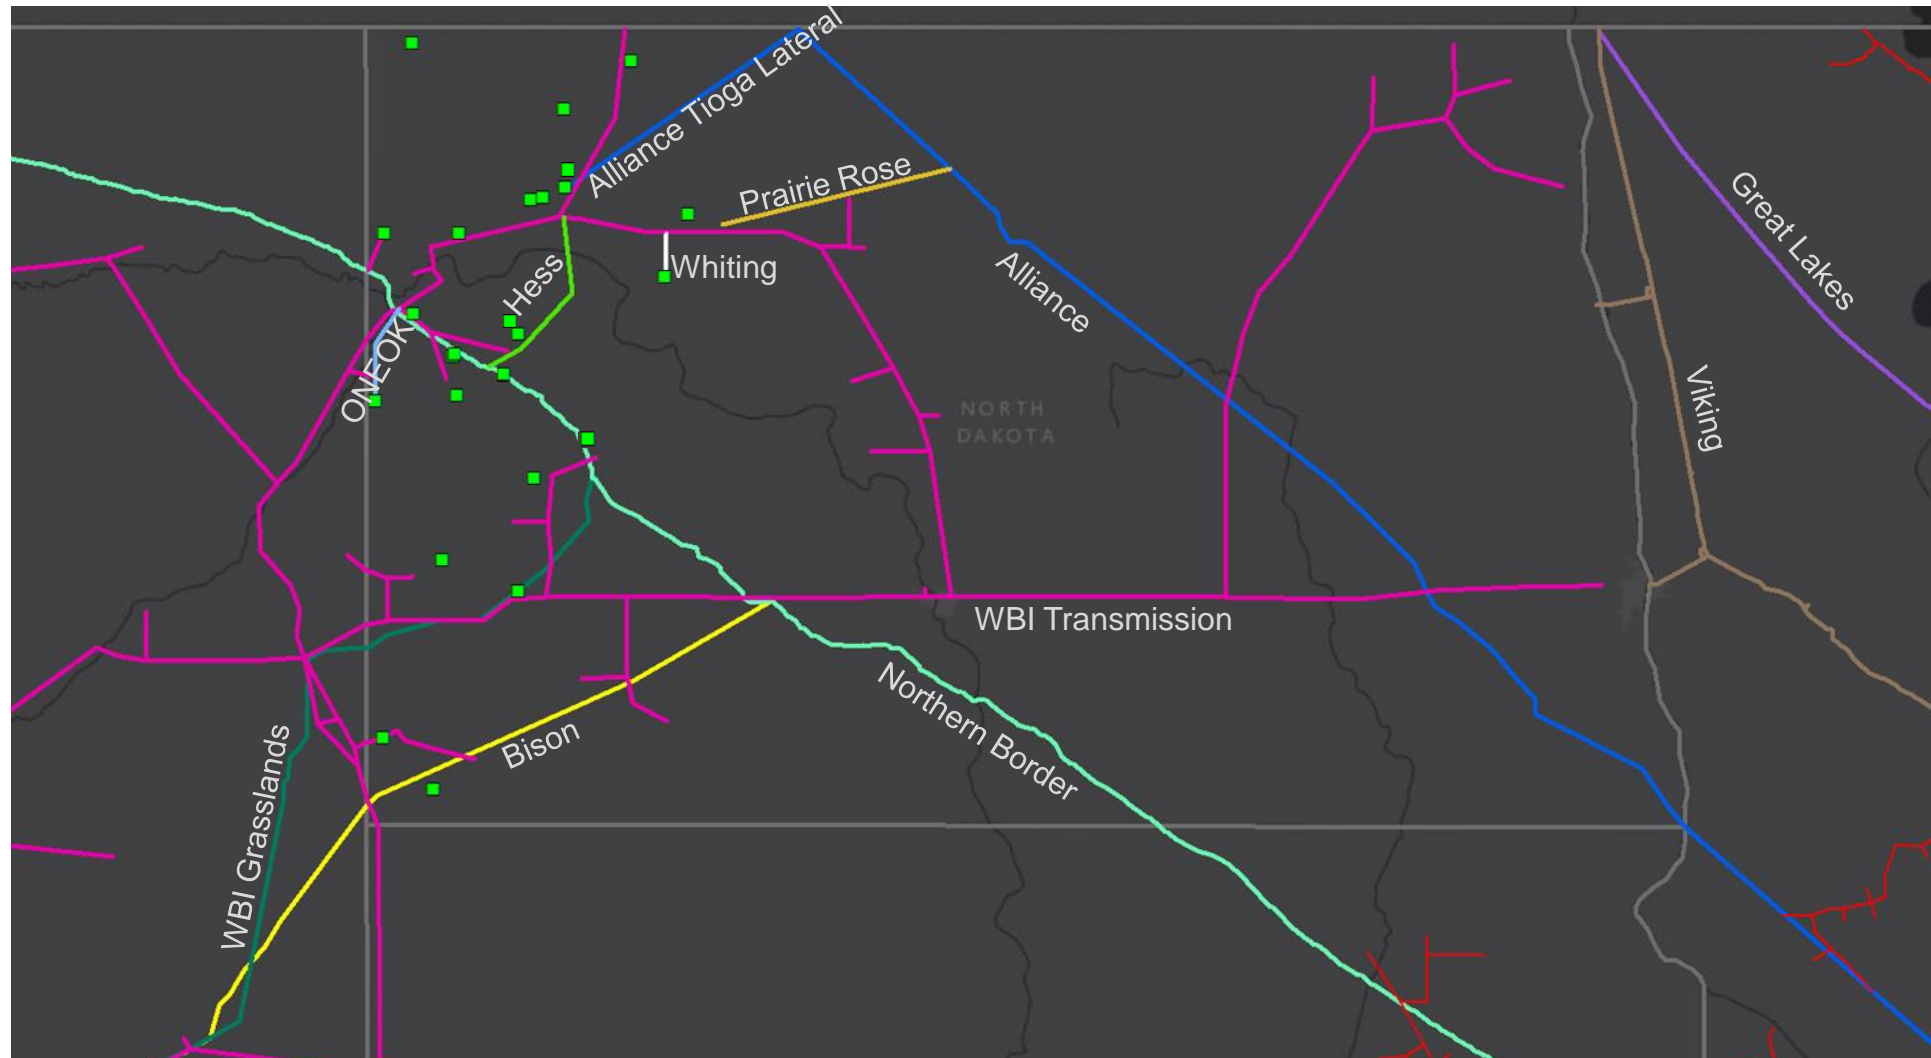 Alliance Tioga Lateral
Prairie Rose
Great Lakes
Whiting
Hess
Alliance
ONEOK
NORTH
DAKOTA
Viking
WBI Transmission
Northern Border
Bison
WBI Grasslands